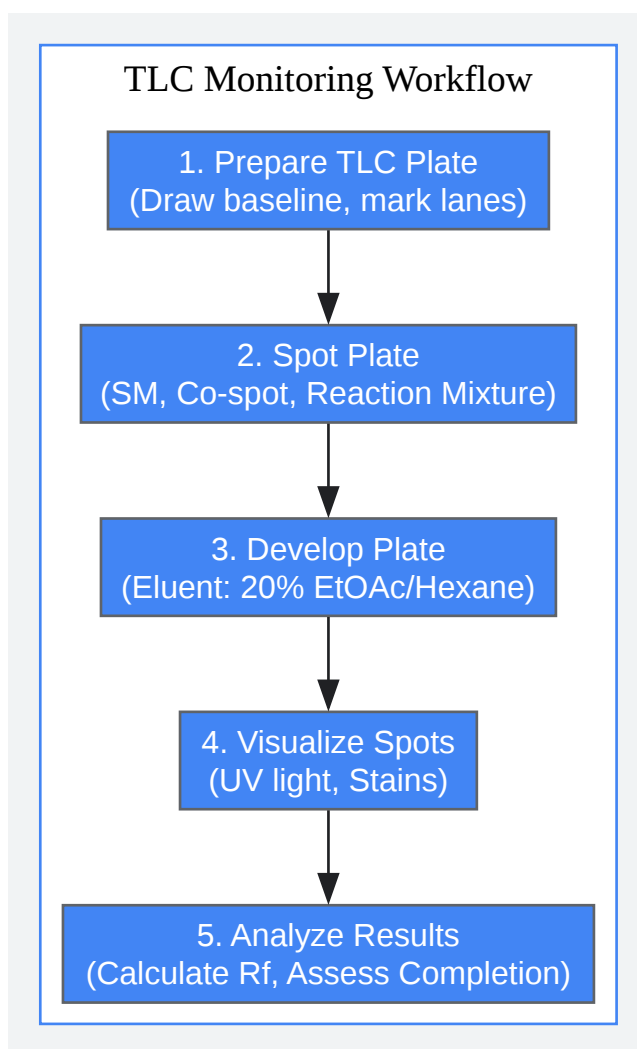 TLC Monitoring Workflow
1. Prepare TLC Plate
(Draw baseline, mark lanes)
2. Spot Plate
(SM, Co-spot, Reaction Mixture)
3. Develop Plate
(Eluent: 20% EtOAc/Hexane)
4. Visualize Spots
(UV light, Stains)
5. Analyze Results
(Calculate Rf, Assess Completion)